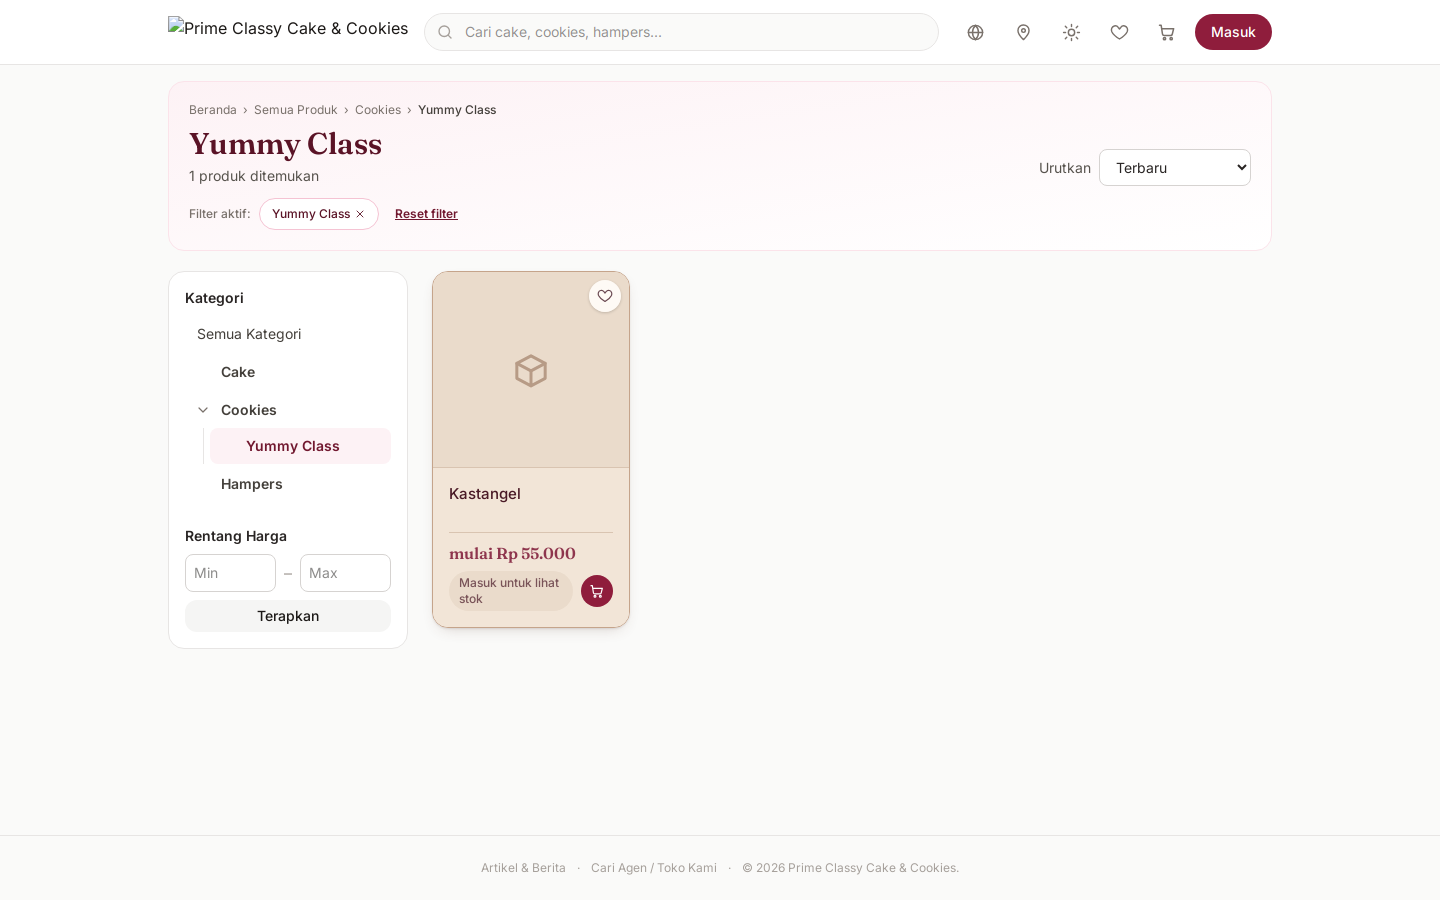 Prime Classy Cake & Cookies
Cari cake, cookies, hampers...
Masuk
Beranda › Semua Produk › Cookies › Yummy Class
Yummy Class
1 produk ditemukan
Urutkan
Terbaru
Filter aktif:
Yummy Class
Reset filter
Kategori
Semua Kategori
Cake
Cookies
Yummy Class
Hampers
Rentang Harga
Min – Max
Terapkan
Kastangel
mulai Rp 55.000
Masuk untuk lihat
stok
Artikel & Berita · Cari Agen / Toko Kami · © 2026 Prime Classy Cake & Cookies.